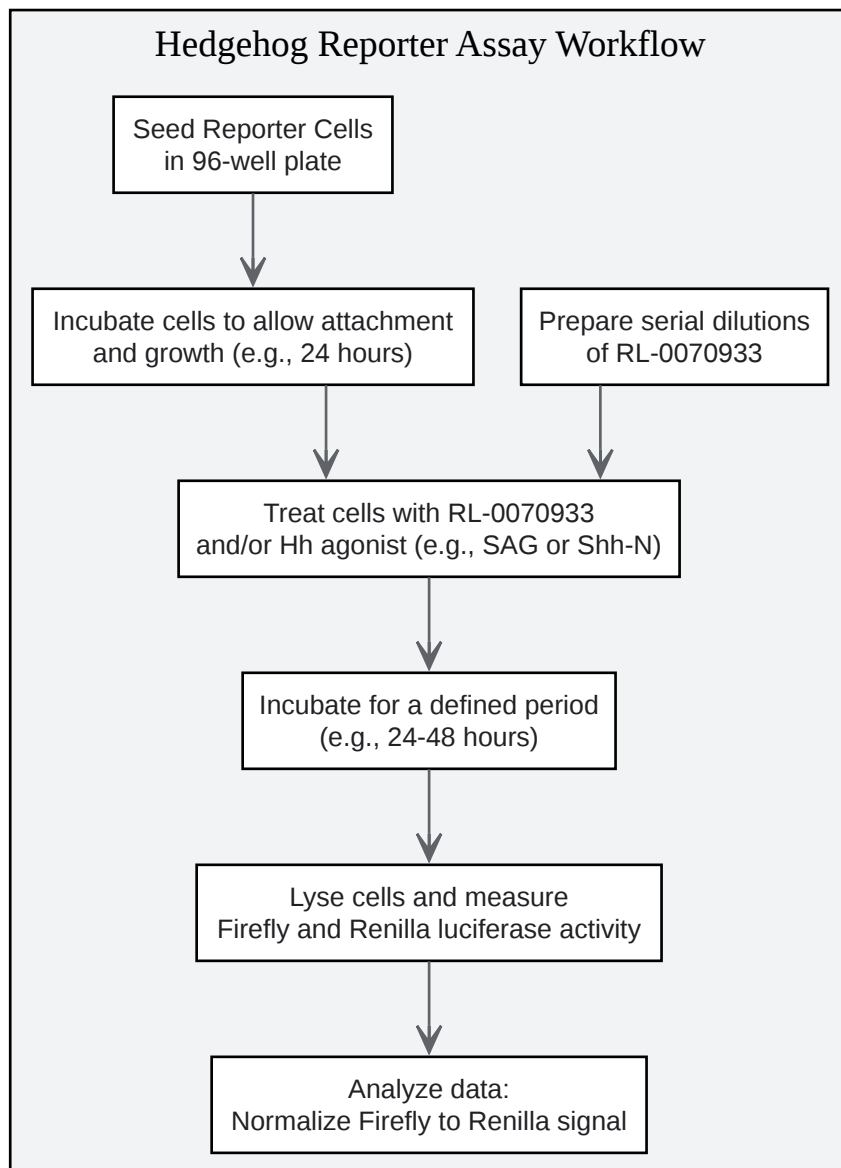 Hedgehog Reporter Assay Workflow
Seed Reporter Cells
in 96-well plate
Incubate cells to allow attachment
and growth (e.g., 24 hours)
Prepare serial dilutions
of RL-0070933
Treat cells with RL-0070933
and/or Hh agonist (e.g., SAG or Shh-N)
Incubate for a defined period
(e.g., 24-48 hours)
Lyse cells and measure
Firefly and Renilla luciferase activity
Analyze data:
Normalize Firefly to Renilla signal